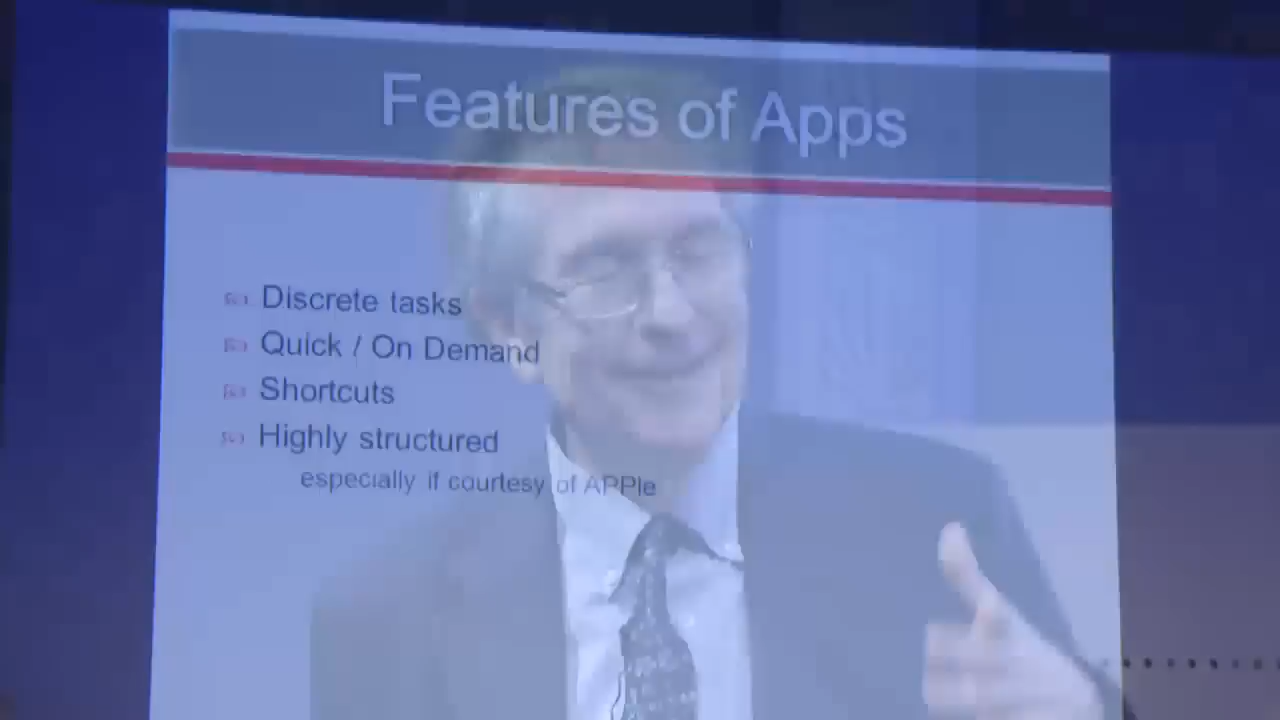 Features of Apps
Discrete tasks
Quick / On Demand
Shortcuts
Highly structured
especially if courtesy of APPle